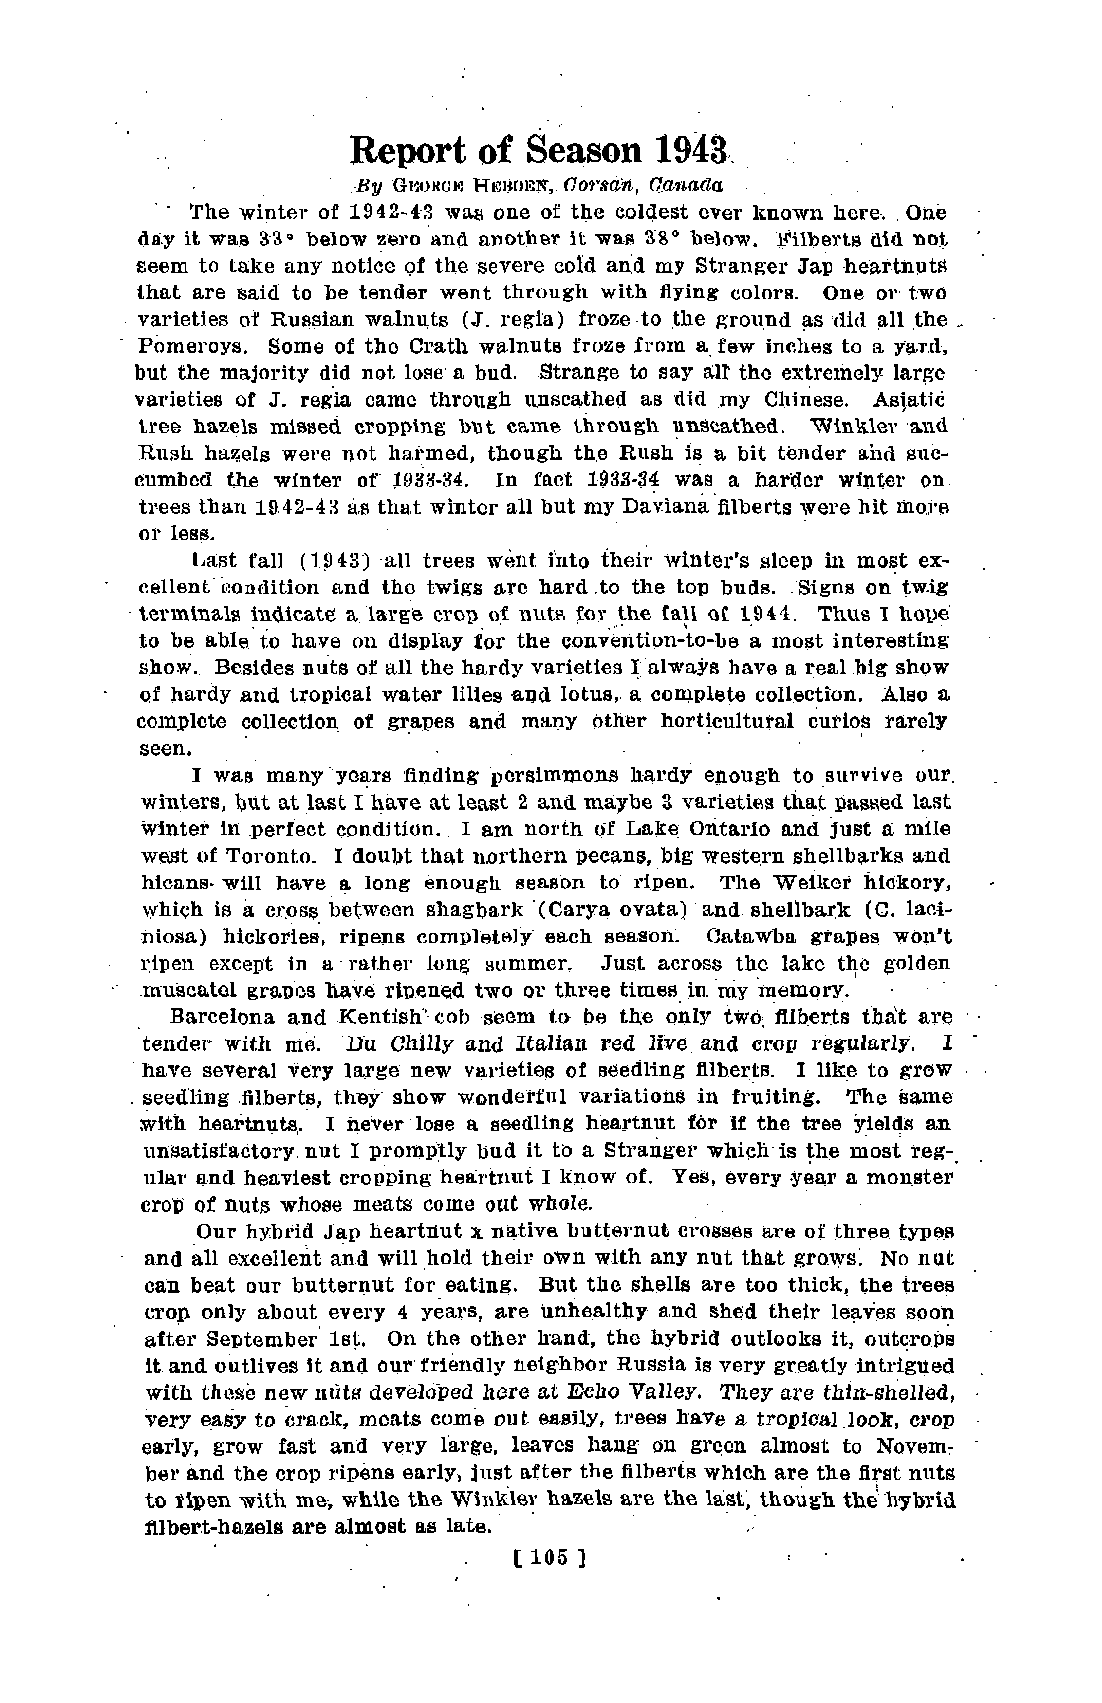 Report of Season 1943
By GEORGE HEBDEN, Corsan, Canada
The winter of 1942-43 was one of the coldest ever known here. One
day it was 33° below zero and another it was 38° below. Filberts did not
seem to take any notice of the severe cold and my Stranger Jap heartnuts
that are said to be tender went through with flying colors. One or two
varieties of Russian walnuts (J. regia) froze to the ground as did all the
Pomeroys. Some of the Crath walnuts froze from a few inches to a yard,
but the majority did not lose a bud. Strange to say all the extremely large
varieties of J. regia came through unscathed as did my Chinese. Asiatic
tree hazels missed cropping but came through unscathed. Winkler and
Rush hazels were not harmed, though the Rush is a bit tender and suc-
cumbed the winter of 1933-34. In fact 1933-34 was a harder winter on
trees than 1942-43 as that winter all but my Daviana filberts were hit more
or less.
Last fall (1943) all trees went into their winter's sleep in most ex-
cellent condition and the twigs are hard to the top buds. Signs on twig
terminals indicate a large crop of nuts for the fall of 1944. Thus I hope
to be able to have on display for the convention-to-be a most interesting
show. Besides nuts of all the hardy varieties I always have a real big show
of hardy and tropical water lilies and lotus, a complete collection. Also a
complete collection of grapes and many other horticultural curios rarely
seen.
I was many years finding persimmons hardy enough to survive our
winters, but at last I have at least 2 and maybe 3 varieties that passed last
winter in perfect condition. I am north of Lake Ontario and just a mile
west of Toronto. I doubt that northern pecans, big western shellbarks and
hicans will have a long enough season to ripen. The Weiker hickory,
which is a cross between shagbark (Carya ovata) and shellbark (C. laci-
niosa) hickories, ripens completely each season. Catawba grapes won't
ripen except in a rather long summer. Just across the lake the golden
muscatel grapes have ripened two or three times in my memory.
Barcelona and Kentish cob seem to be the only two filberts that are
tender with me. Du Chilly and Italian red live and crop regularly. I
have several very large new varieties of seedling filberts. I like to grow
seedling filberts, they show wonderful variations in fruiting. The same
with heartnuts. I never lose a seedling heartnut for if the tree yields an
unsatisfactory nut I promptly bud it to a Stranger which is the most reg-
ular and heaviest cropping heartnut I know of. Yes, every year a monster
crop of nuts whose meats come out whole.
Our hybrid Jap heartnut x native butternut crosses are of three types
and all excellent and will hold their own with any nut that grows. No nut
can beat our butternut for eating. But the shells are too thick, the trees
crop only about every 4 years, are unhealthy and shed their leaves soon
after September 1st. On the other hand, the hybrid outlooks it, outcrops
it and outlives it and our friendly neighbor Russia is very greatly intrigued
with these new nuts developed here at Echo Valley. They are thin-shelled,
very easy to crack, meats come out easily, trees have a tropical look, crop
early, grow fast and very large, leaves hang on green almost to Novem-
ber and the crop ripens early, just after the filberts which are the first nuts
to ripen with me, while the Winkler hazels are the last, though the hybrid
filbert-hazels are almost as late.
[ 105 ]